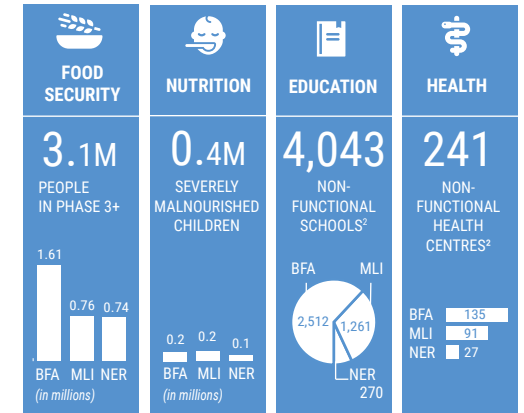 FOOD
SECURITY
3.1M
PEOPLE
IN PHASE 3+
1.61
0.76
0.74
BFA MLI NER
(in millions)
NUTRITION
0.4M
SEVERELY
MALNOURISHED
CHILDREN
0.2
0.2
0.1
BFA MLI NER
(in millions)
EDUCATION
4,043
NON-
FUNCTIONAL
SCHOOLS²
BFA MLI
2,512
1,261
NER
270
HEALTH
241
NON-
FUNCTIONAL
HEALTH
CENTRES²
BFA 135
MLI 91
NER 27